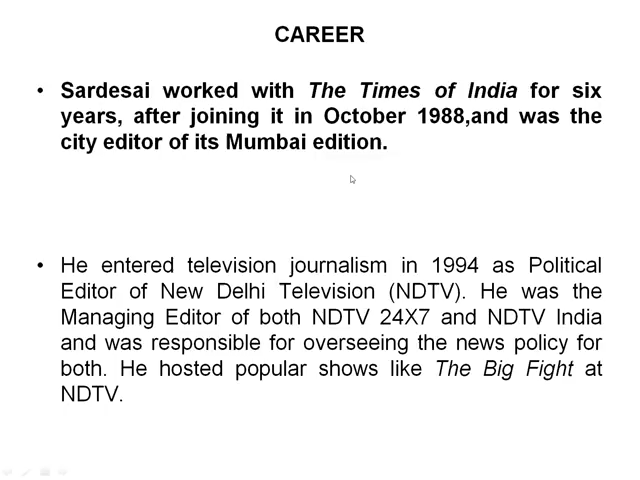 CAREER
• Sardesai worked with The Times of India for six
years, after joining it in October 1988,and was the
city editor of its Mumbai edition.
• He entered television journalism in 1994 as Political
Editor of New Delhi Television (NDTV). He was the
Managing Editor of both NDTV 24X7 and NDTV India
and was responsible for overseeing the news policy for
both. He hosted popular shows like The Big Fight at
NDTV.